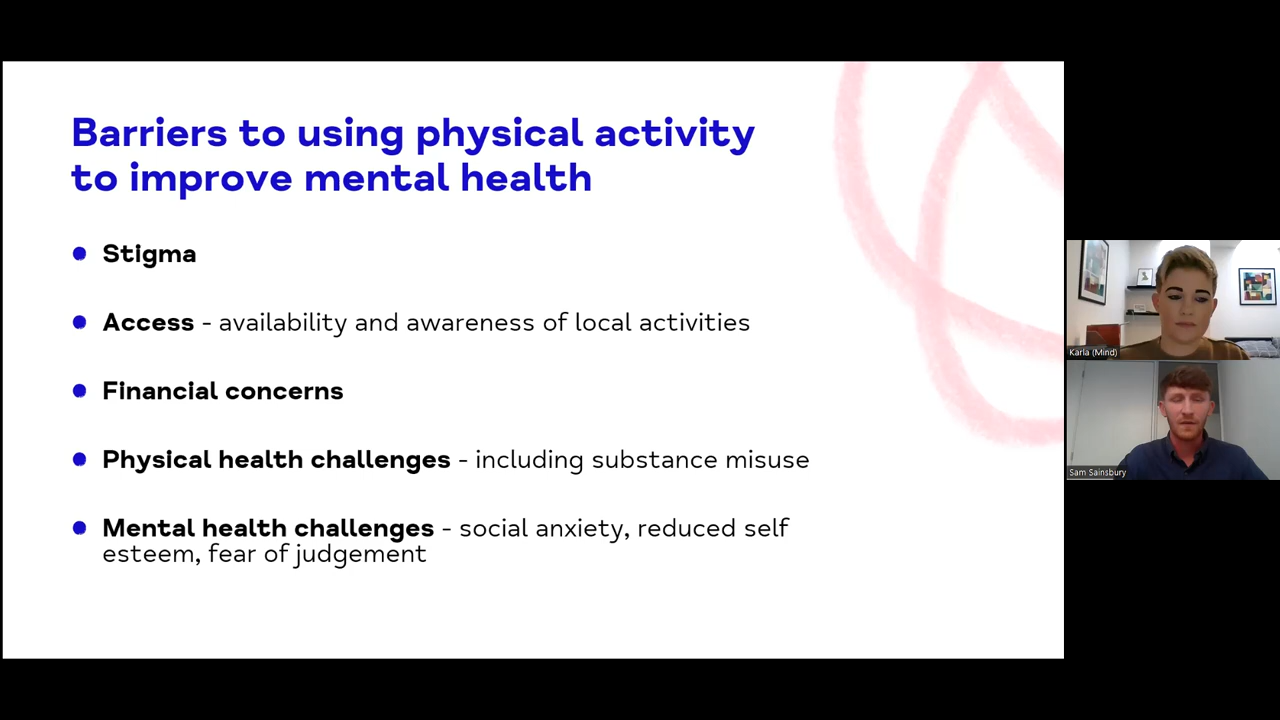 Barriers to using physical activity
to improve mental health
Stigma
Access - availability and awareness of local activities
Financial concerns
Physical health challenges - including substance misuse
Mental health challenges - social anxiety, reduced self
esteem, fear of judgement
Karla (Mind)
Sam Sainsbury